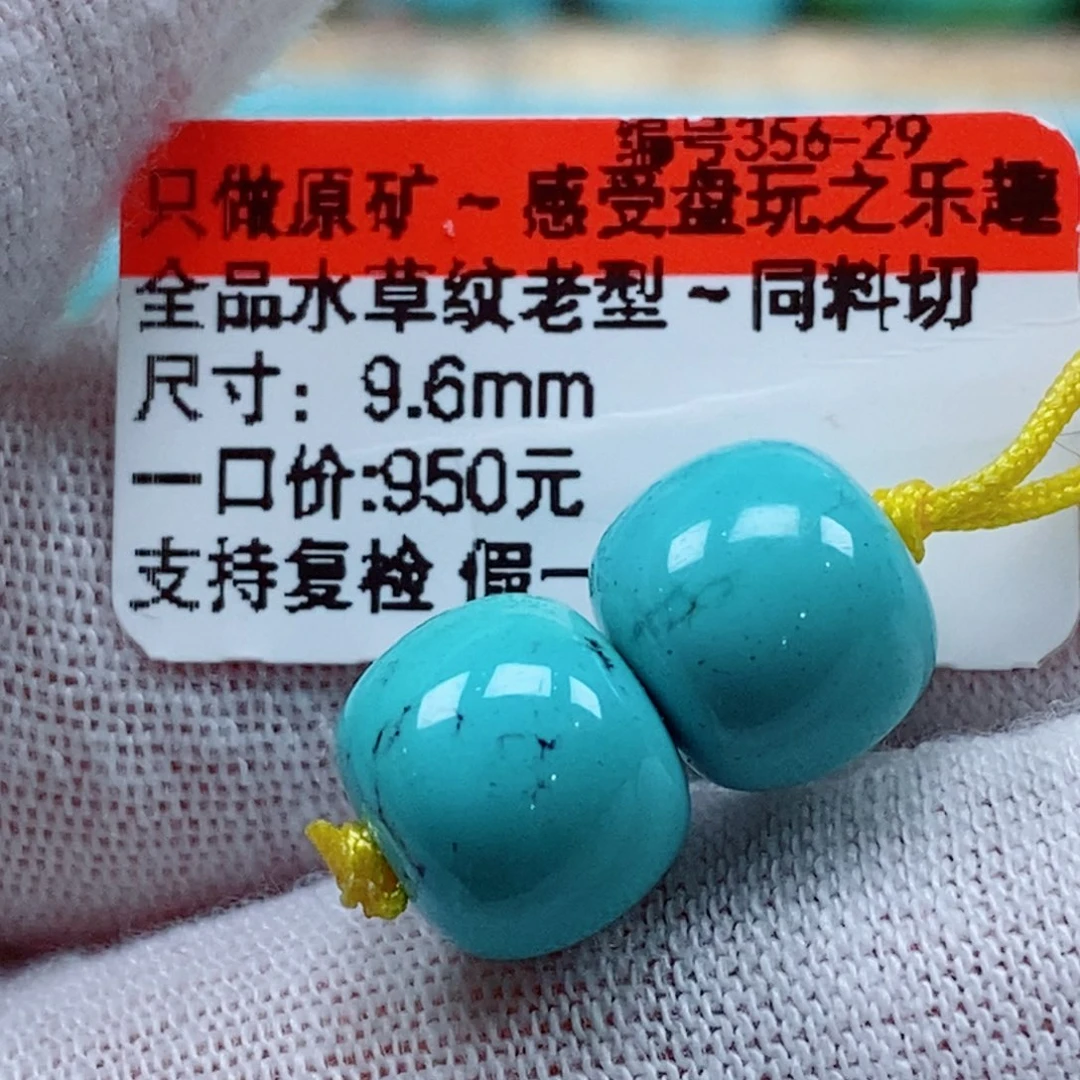 编号356-29
只做原矿～感受盘玩之乐趣
全品水草纹老型～同料切
尺寸：9.6mm
一口价:950元
支持复检 假一